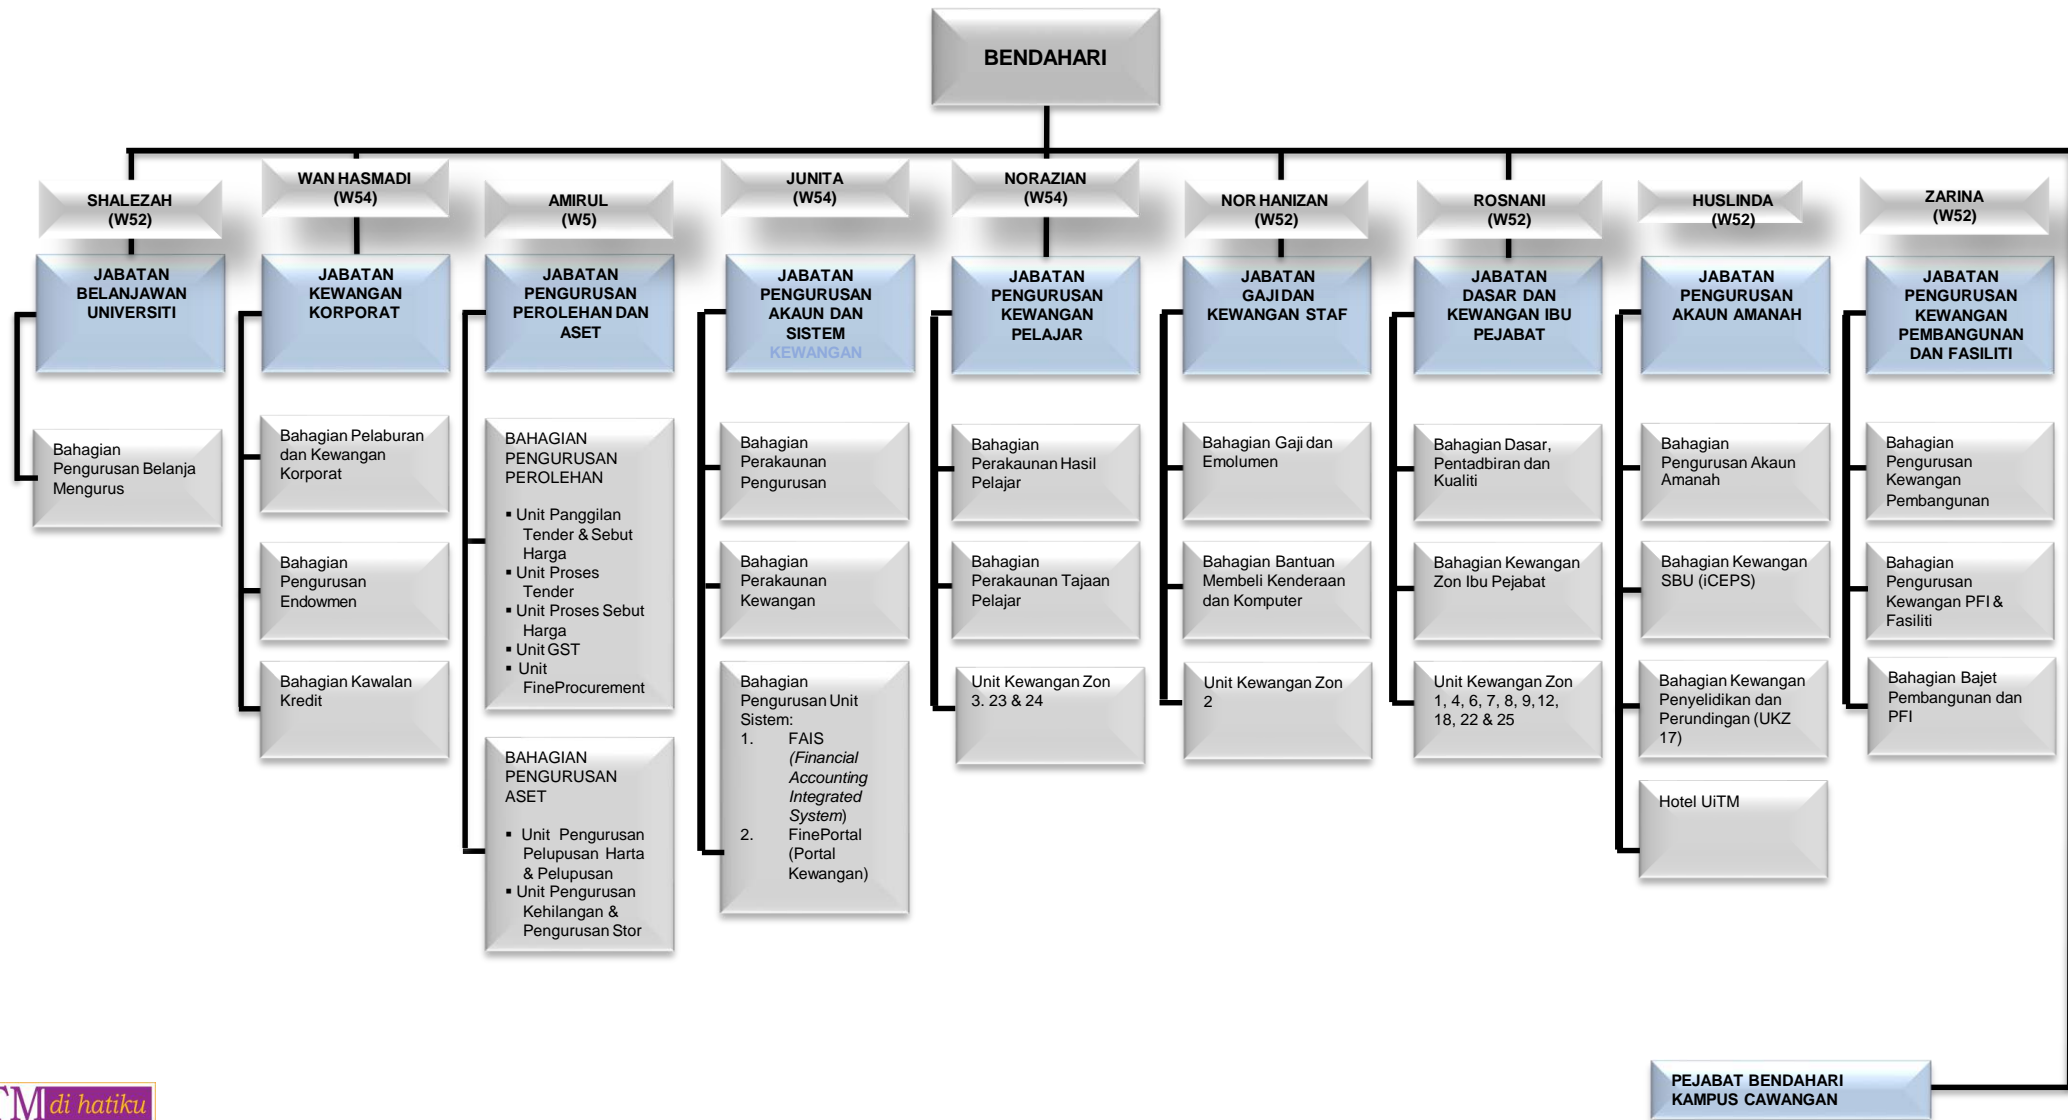 BENDAHARI
SHALEZAH
(W52)
JABATAN
BELANJAWAN
UNIVERSITI
Bahagian
Pengurusan Belanja
Mengurus
WAN HASMADI
(W54)
JABATAN
KEWANGAN
KORPORAT
Bahagian Pelaburan
dan Kewangan
Korporat
Bahagian
Pengurusan
Endowmen
Bahagian Kawalan
Kredit
AMIRUL
(W5)
JABATAN
PENGURUSAN
PEROLEHAN DAN
ASET
BAHAGIAN
PENGURUSAN
PEROLEHAN
▪ Unit Panggilan
Tender & Sebut
Harga
▪ Unit Proses
Tender
▪ Unit Proses Sebut
Harga
▪ Unit GST
▪ Unit
FineProcurement
BAHAGIAN
PENGURUSAN
ASET
▪ Unit Pengurusan
Pelupusan Harta
& Pelupusan
▪ Unit Pengurusan
Kehilangan &
Pengurusan Stor
JUNITA
(W54)
JABATAN
PENGURUSAN
AKAUN DAN
SISTEM
KEWANGAN
Bahagian
Perakaunan
Pengurusan
Bahagian
Perakaunan
Kewangan
Bahagian
Pengurusan Unit
Sistem:
1. FAIS
(Financial
Accounting
Integrated
System)
2. FinePortal
(Portal
Kewangan)
NORAZIAN
(W54)
JABATAN
PENGURUSAN
KEWANGAN
PELAJAR
Bahagian
Perakaunan Hasil
Pelajar
Bahagian
Perakaunan Tajaan
Pelajar
Unit Kewangan Zon
3. 23 & 24
NOR HANIZAN
(W52)
JABATAN
GAJI DAN
KEWANGAN STAF
Bahagian Gaji dan
Emolumen
Bahagian Bantuan
Membeli Kenderaan
dan Komputer
Unit Kewangan Zon
2
ROSNANI
(W52)
JABATAN
DASAR DAN
KEWANGAN IBU
PEJABAT
Bahagian Dasar,
Pentadbiran dan
Kualiti
Bahagian Kewangan
Zon Ibu Pejabat
Unit Kewangan Zon
1, 4, 6, 7, 8, 9, 12,
18, 22 & 25
HUSLINDA
(W52)
JABATAN
PENGURUSAN
AKAUN AMANAH
Bahagian
Pengurusan Akaun
Amanah
Bahagian Kewangan
SBU (iCEPS)
Bahagian Kewangan
Penyelidikan dan
Perundingan (UKZ
17)
Hotel UiTM
ZARINA
(W52)
JABATAN
PENGURUSAN
KEWANGAN
PEMBANGUNAN
DAN FASILITI
Bahagian
Pengurusan
Kewangan
Pembangunan
Bahagian
Pengurusan
Kewangan PFI &
Fasiliti
Bahagian Bajet
Pembangunan dan
PFI
PEJABAT BENDAHARI
KAMPUS CAWANGAN
TM di hatiku